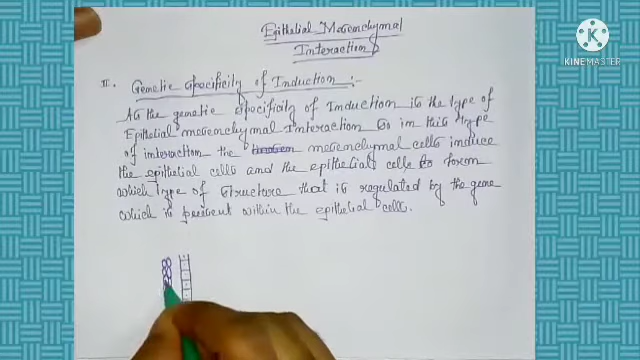 Epithelial Mesenchymal
Interaction
II. Genetic Specificity of Induction :-
As the genetic specificity of Induction is the type of
Epithelial mesenchymal Interaction So in this type
of interaction the mesenchymal cells induce
the epithelial cells and the epithelial cells to form
which type of structure that is regulated by the gene
which is present within the epithelial cell.
KINEMASTER